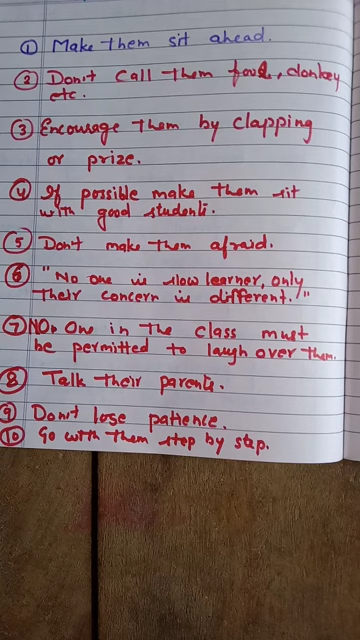 ① Make them sit ahead.
② Don't call them fool, donkey
etc.
③ Encourage them by clapping
or prize.
④ If possible make them sit
with good students.
⑤ Don't make them afraid.
⑥ "No one is slow learner, only
their concern is different."
⑦ NO. One in the class must
be permitted to laugh over them.
⑧ Talk their parents.
⑨ Don't lose patience.
⑩ Go with them step by step.